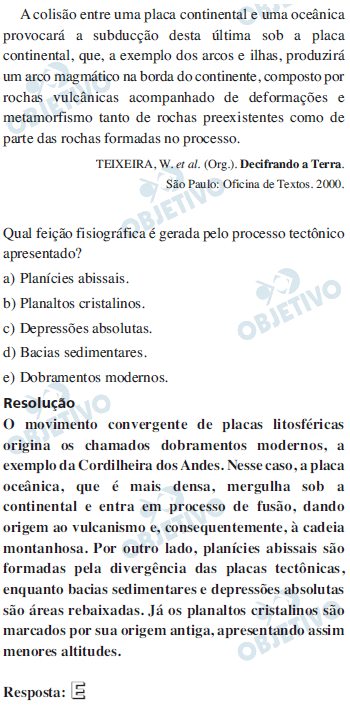 A colisão entre uma placa continental e uma oceânica
provocará a subducção desta última sob a placa
continental, que, a exemplo dos arcos e ilhas, produzirá
um arco magmático na borda do continente, composto por
rochas vulcânicas acompanhado de deformações e
metamorfismo tanto de rochas preexistentes como de
parte das rochas formadas no processo.
TEIXEIRA, W. et al. (Org.). Decifrando a Terra.
São Paulo: Oficina de Textos. 2000.
Qual feição fisiográfica é gerada pelo processo tectônico
apresentado?
a) Planícies abissais.
b) Planaltos cristalinos.
c) Depressões absolutas.
d) Bacias sedimentares.
e) Dobramentos modernos.
Resolução
O movimento convergente de placas litosféricas
origina os chamados dobramentos modernos, a
exemplo da Cordilheira dos Andes. Nesse caso, a placa
oceânica, que é mais densa, mergulha sob a
continental e entra em processo de fusão, dando
origem ao vulcanismo e, consequentemente, à cadeia
montanhosa. Por outro lado, planícies abissais são
formadas pela divergência das placas tectônicas,
enquanto bacias sedimentares e depressões absolutas
são áreas rebaixadas. Já os planaltos cristalinos são
marcados por sua origem antiga, apresentando assim
menores altitudes.
Resposta: E
OBJETIVO
OBJETIVO
OBJETIVO
OBJETIVO
OBJETIVO
OBJETIVO